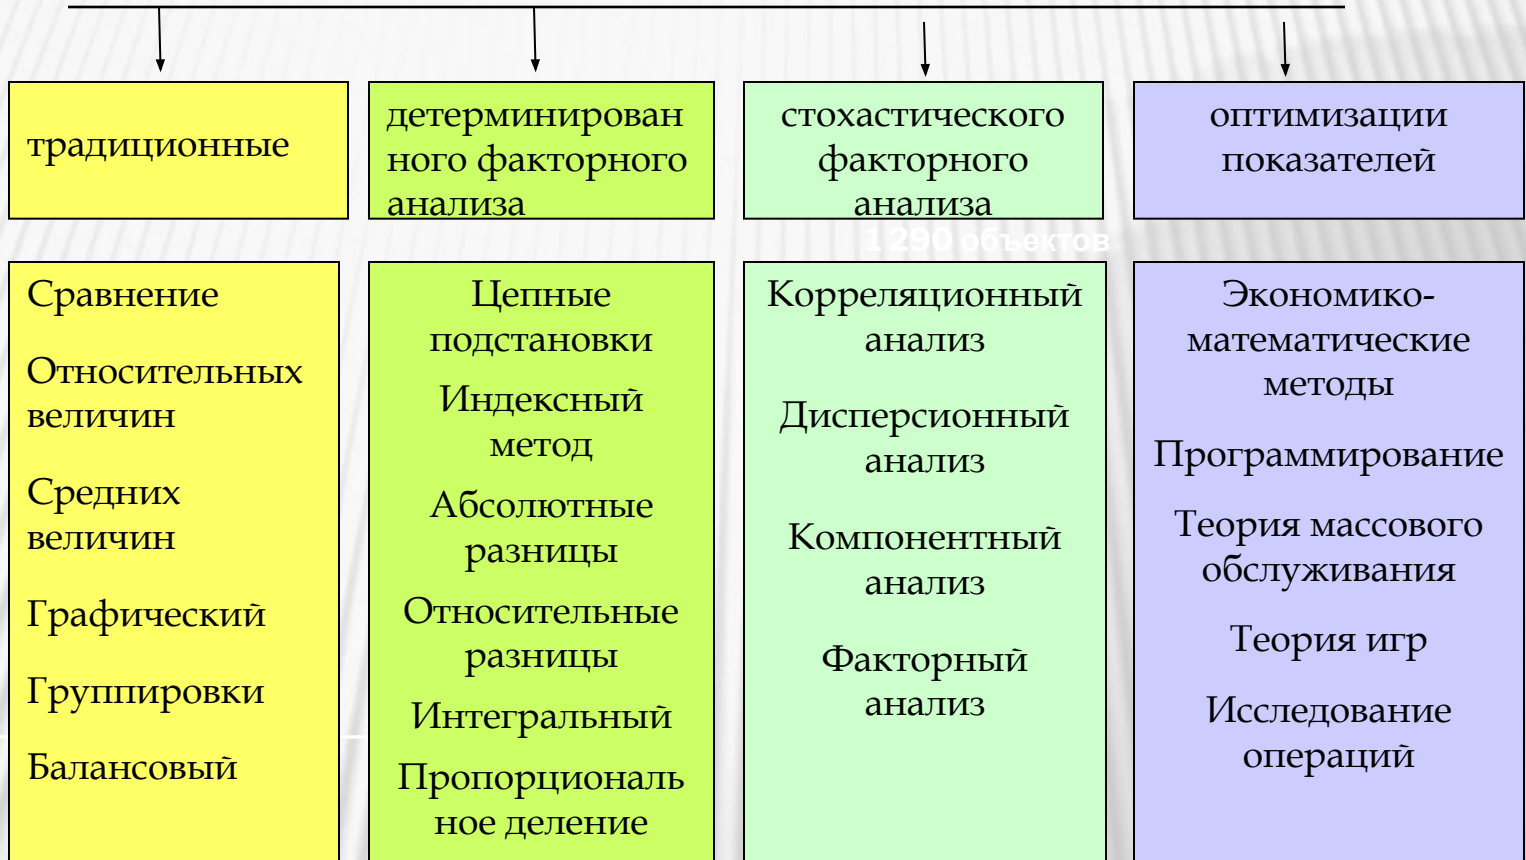 традиционные
детерминирован
ного факторного
анализа
стохастического
факторного
анализа
оптимизации
показателей
1290 объектов
Сравнение
Относительных
величин
Средних
величин
Графический
Группировки
Балансовый
Цепные
подстановки
Индексный
метод
Абсолютные
разницы
Относительные
разницы
Интегральный
Пропорциональ
ное деление
Корреляционный
анализ
Дисперсионный
анализ
Компонентный
анализ
Факторный
анализ
Экономико-
математические
методы
Программирование
Теория массового
обслуживания
Теория игр
Исследование
операций